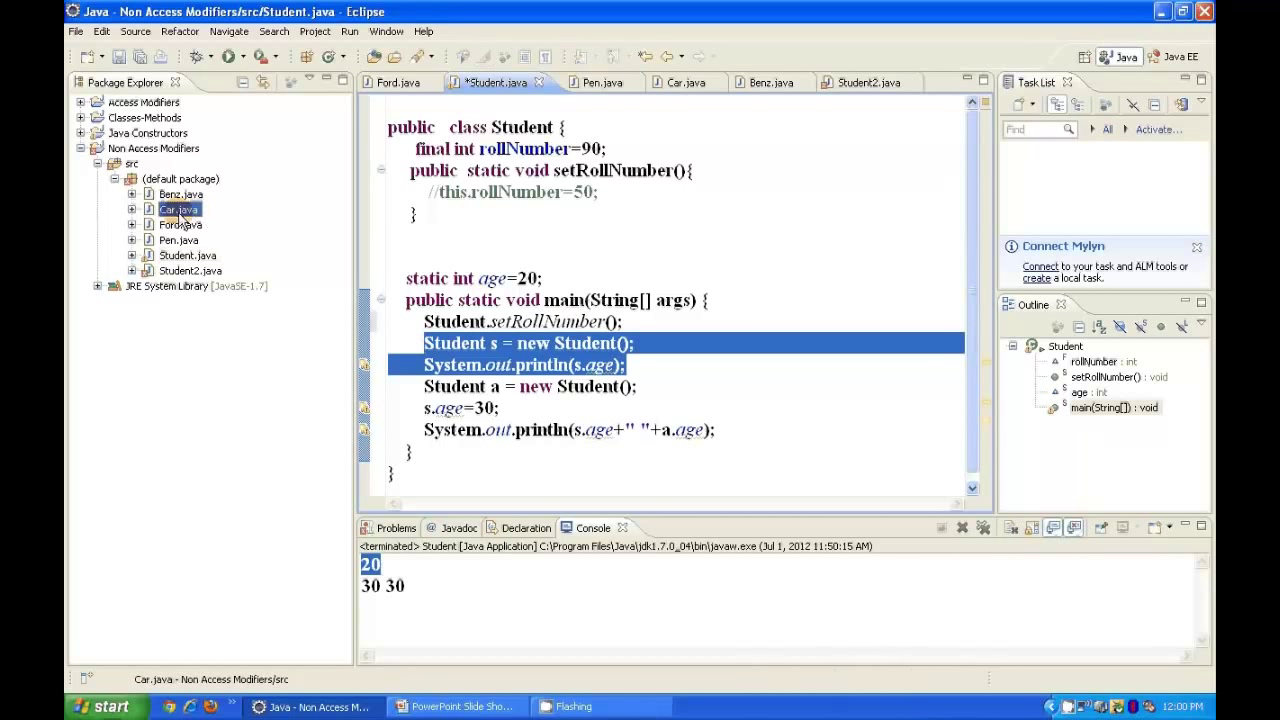 Java - Non Access Modifiers/src/Student.java - Eclipse
File Edit Source Refactor Navigate Search Project Run Window Help
Java Java EE
Package Explorer
Access Modifiers
Classes-Methods
Java Constructors
Non Access Modifiers
src
(default package)
Benz.java
Car.java
Ford.java
Pen.java
Student.java
Student2.java
JRE System Library [JavaSE-1.7]
Ford.java *Student.java Pen.java Car.java Benz.java Student2.java
public class Student {
final int rollNumber=90;
public static void setRollNumber(){
//this.rollNumber=50;
}
static int age=20;
public static void main(String[] args) {
Student.setRollNumber();
Student s = new Student();
System.out.println(s.age);
Student a = new Student();
s.age=30;
System.out.println(s.age+" "+a.age);
}
}
Task List
Find All Activate...
Connect Mylyn
Connect to your task and ALM tools or
create a local task.
Outline
Student
rollNumber : int
setRollNumber() : void
age : int
main(String[]) : void
Problems Javadoc Declaration Console
<terminated> Student [Java Application] C:\Program Files\Java\jdk1.7.0_04\bin\javaw.exe (Jul 1, 2012 11:50:15 AM)
20
30 30
Car.java - Non Access Modifiers/src
start Java - Non Access M... PowerPoint Slide Sho... Flashing 12:00 PM